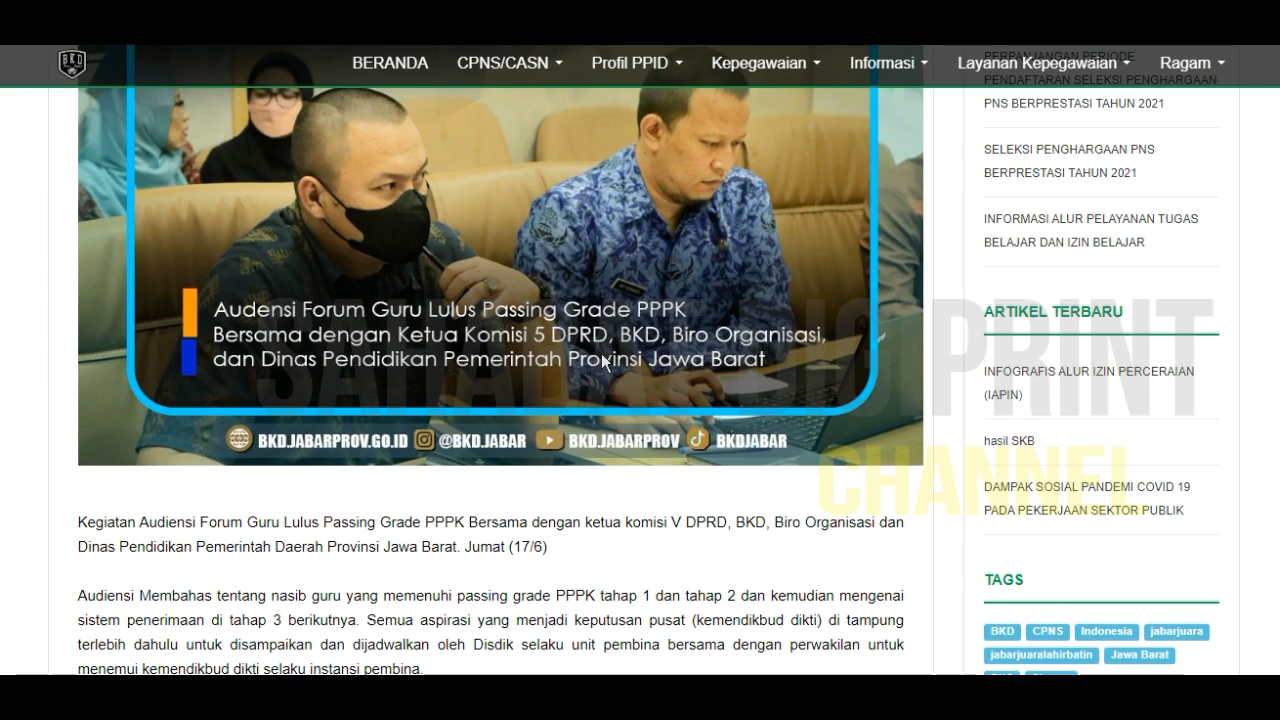 BKD
BERANDA
CPNS/CASN
Profil PPID
Kepegawaian
Informasi
Layanan Kepegawaian
Ragam
PERPANJANGAN PERIODE
PENDAFTARAN SELEKSI PENGHARGAAN
PNS BERPRESTASI TAHUN 2021
SELEKSI PENGHARGAAN PNS
BERPRESTASI TAHUN 2021
INFORMASI ALUR PELAYANAN TUGAS
BELAJAR DAN IZIN BELAJAR
Audensi Forum Guru Lulus Passing Grade PPPK
Bersama dengan Ketua Komisi 5 DPRD, BKD, Biro Organisasi,
dan Dinas Pendidikan Pemerintah Provinsi Jawa Barat
BKD.JABARPROV.GO.ID @BKD.JABAR BKD.JABARPROV BKDJABAR
Kegiatan Audiensi Forum Guru Lulus Passing Grade PPPK Bersama dengan ketua komisi V DPRD, BKD, Biro Organisasi dan
Dinas Pendidikan Pemerintah Daerah Provinsi Jawa Barat. Jumat (17/6)
Audiensi Membahas tentang nasib guru yang memenuhi passing grade PPPK tahap 1 dan tahap 2 dan kemudian mengenai
sistem penerimaan di tahap 3 berikutnya. Semua aspirasi yang menjadi keputusan pusat (kemendikbud dikti) di tampung
terlebih dahulu untuk disampaikan dan dijadwalkan oleh Disdik selaku unit pembina bersama dengan perwakilan untuk
menemui kemendikbud dikti selaku instansi pembina.
ARTIKEL TERBARU
INFOGRAFIS ALUR IZIN PERCERAIAN
(IAPIN)
hasil SKB
DAMPAK SOSIAL PANDEMI COVID 19
PADA PEKERJAAN SEKTOR PUBLIK
TAGS
BKD CPNS Indonesia jabarjuara
jabarjuaralahirbatin Jawa Barat
CHANNEL